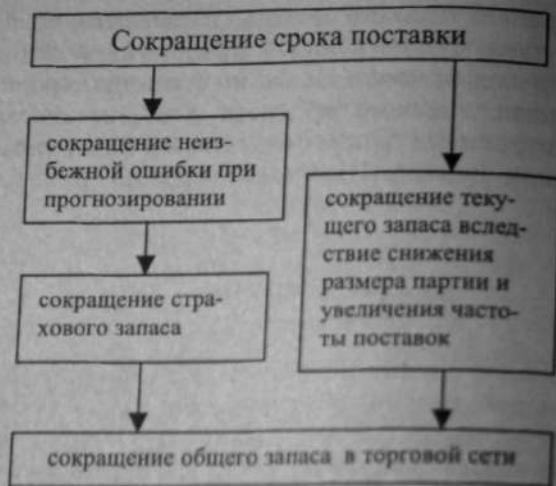 Сокращение срока поставки
сокращение неиз-
бежной ошибки при
прогнозировании
сокращение стра-
хового запаса
сокращение теку-
щего запаса вслед-
ствие снижения
размера партии и
увеличения часто-
ты поставок
сокращение общего запаса в торговой сети